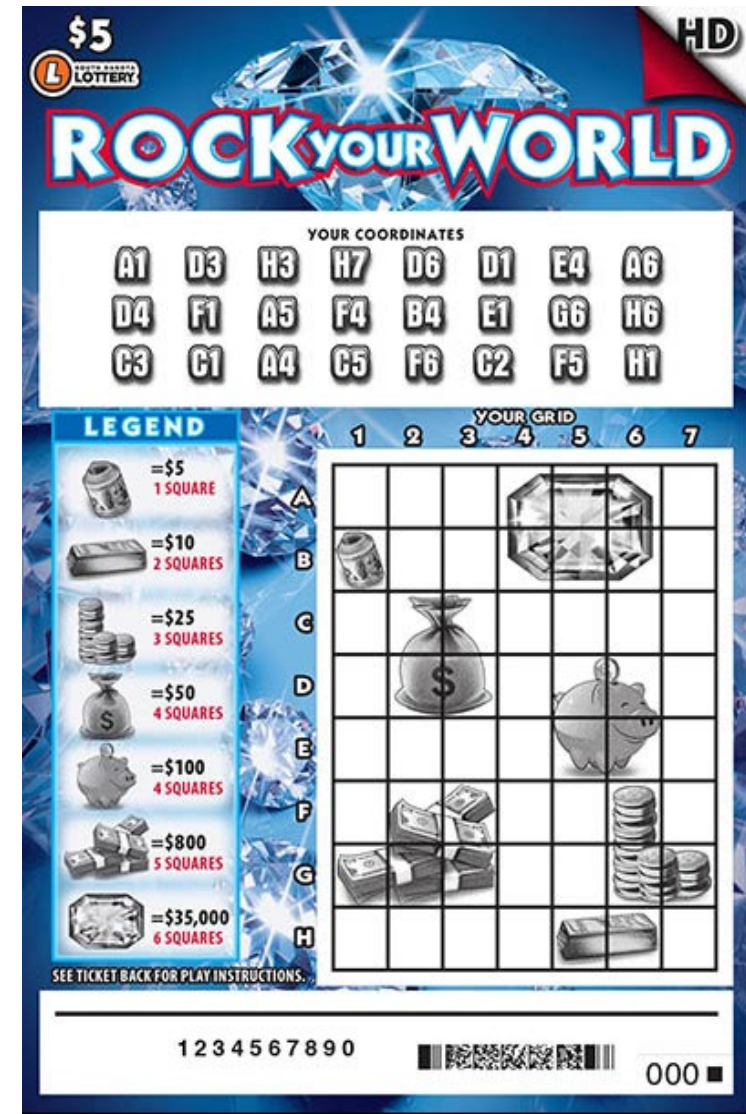 $5
HD
SOUTH DAKOTA
L LOTTERY
ROCK YOUR WORLD
YOUR COORDINATES
A1 D3 H3 H7 D6 D1 E4 A6
D4 F1 A5 F4 B4 E1 G6 H6
C3 C1 A4 C5 F6 C2 F5 H1
LEGEND
=$5
1 SQUARE
=$10
2 SQUARES
=$25
3 SQUARES
$
=$50
4 SQUARES
=$100
4 SQUARES
=$800
5 SQUARES
=$35,000
6 SQUARES
SEE TICKET BACK FOR PLAY INSTRUCTIONS.
YOUR GRID
1 2 3 4 5 6 7
A
B
C
D
$
E
F
G
H
1234567890
000